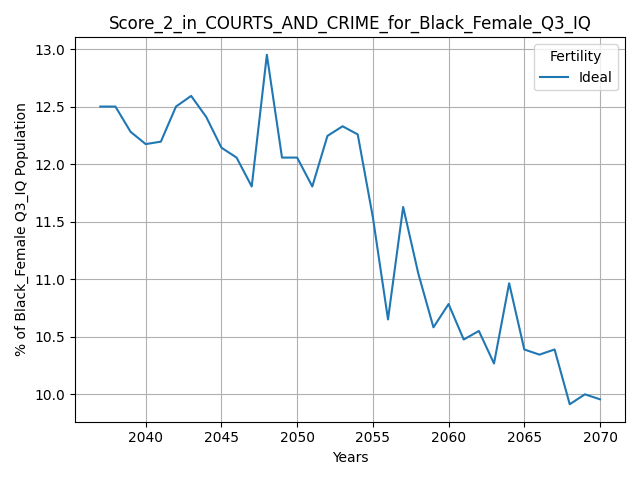 Score_2_in_COURTS_AND_CRIME_for_Black_Female_Q3_IQ
Fertility
Ideal
% of Black_Female Q3_IQ Population
13.0
12.5
12.0
11.5
11.0
10.5
10.0
2040 2045 2050 2055 2060 2065 2070
Years